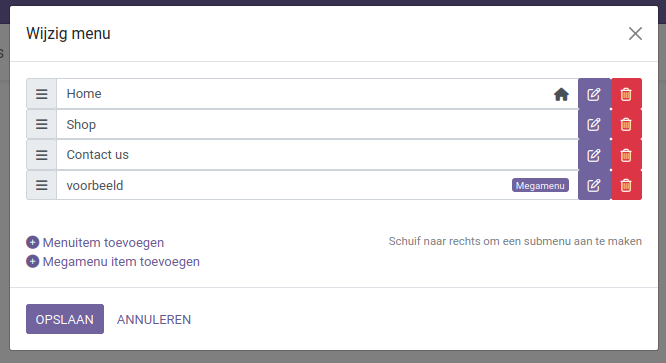 Wijzig menu
Home
Shop
Contact us
voorbeeld Megamenu
Menuitem toevoegen
Schuif naar rechts om een submenu aan te maken
Megamenu item toevoegen
OPSLAAN ANNULEREN